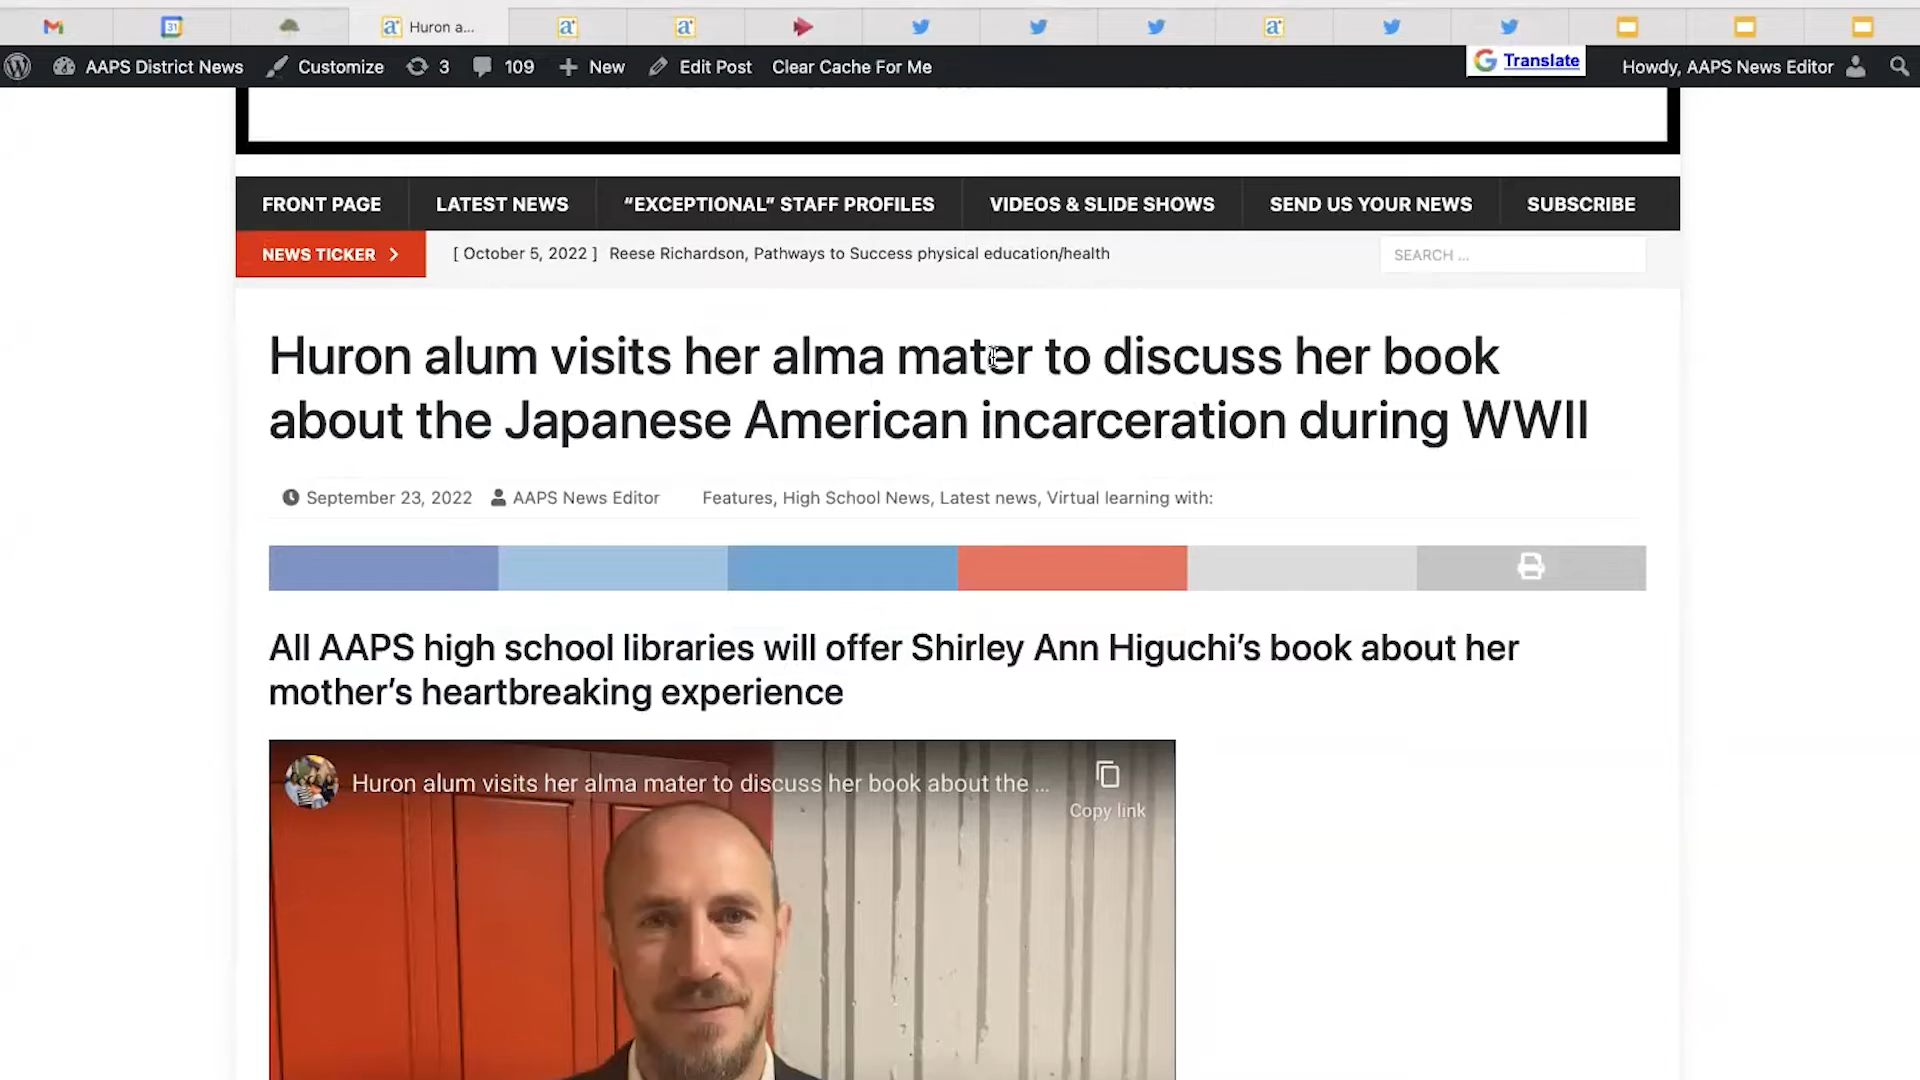 31
a
Huron a...
a
a
a
AAPS District News
Customize
3
109
New
Edit Post
Clear Cache For Me
G Translate
Howdy, AAPS News Editor
FRONT PAGE
LATEST NEWS
“EXCEPTIONAL” STAFF PROFILES
VIDEOS & SLIDE SHOWS
SEND US YOUR NEWS
SUBSCRIBE
NEWS TICKER
[ October 5, 2022 ] Reese Richardson, Pathways to Success physical education/health
SEARCH ...
Huron alum visits her alma mater to discuss her book
about the Japanese American incarceration during WWII
September 23, 2022
AAPS News Editor
Features, High School News, Latest news, Virtual learning with:
All AAPS high school libraries will offer Shirley Ann Higuchi’s book about her
mother’s heartbreaking experience
Huron alum visits her alma mater to discuss her book about the ...
Copy link